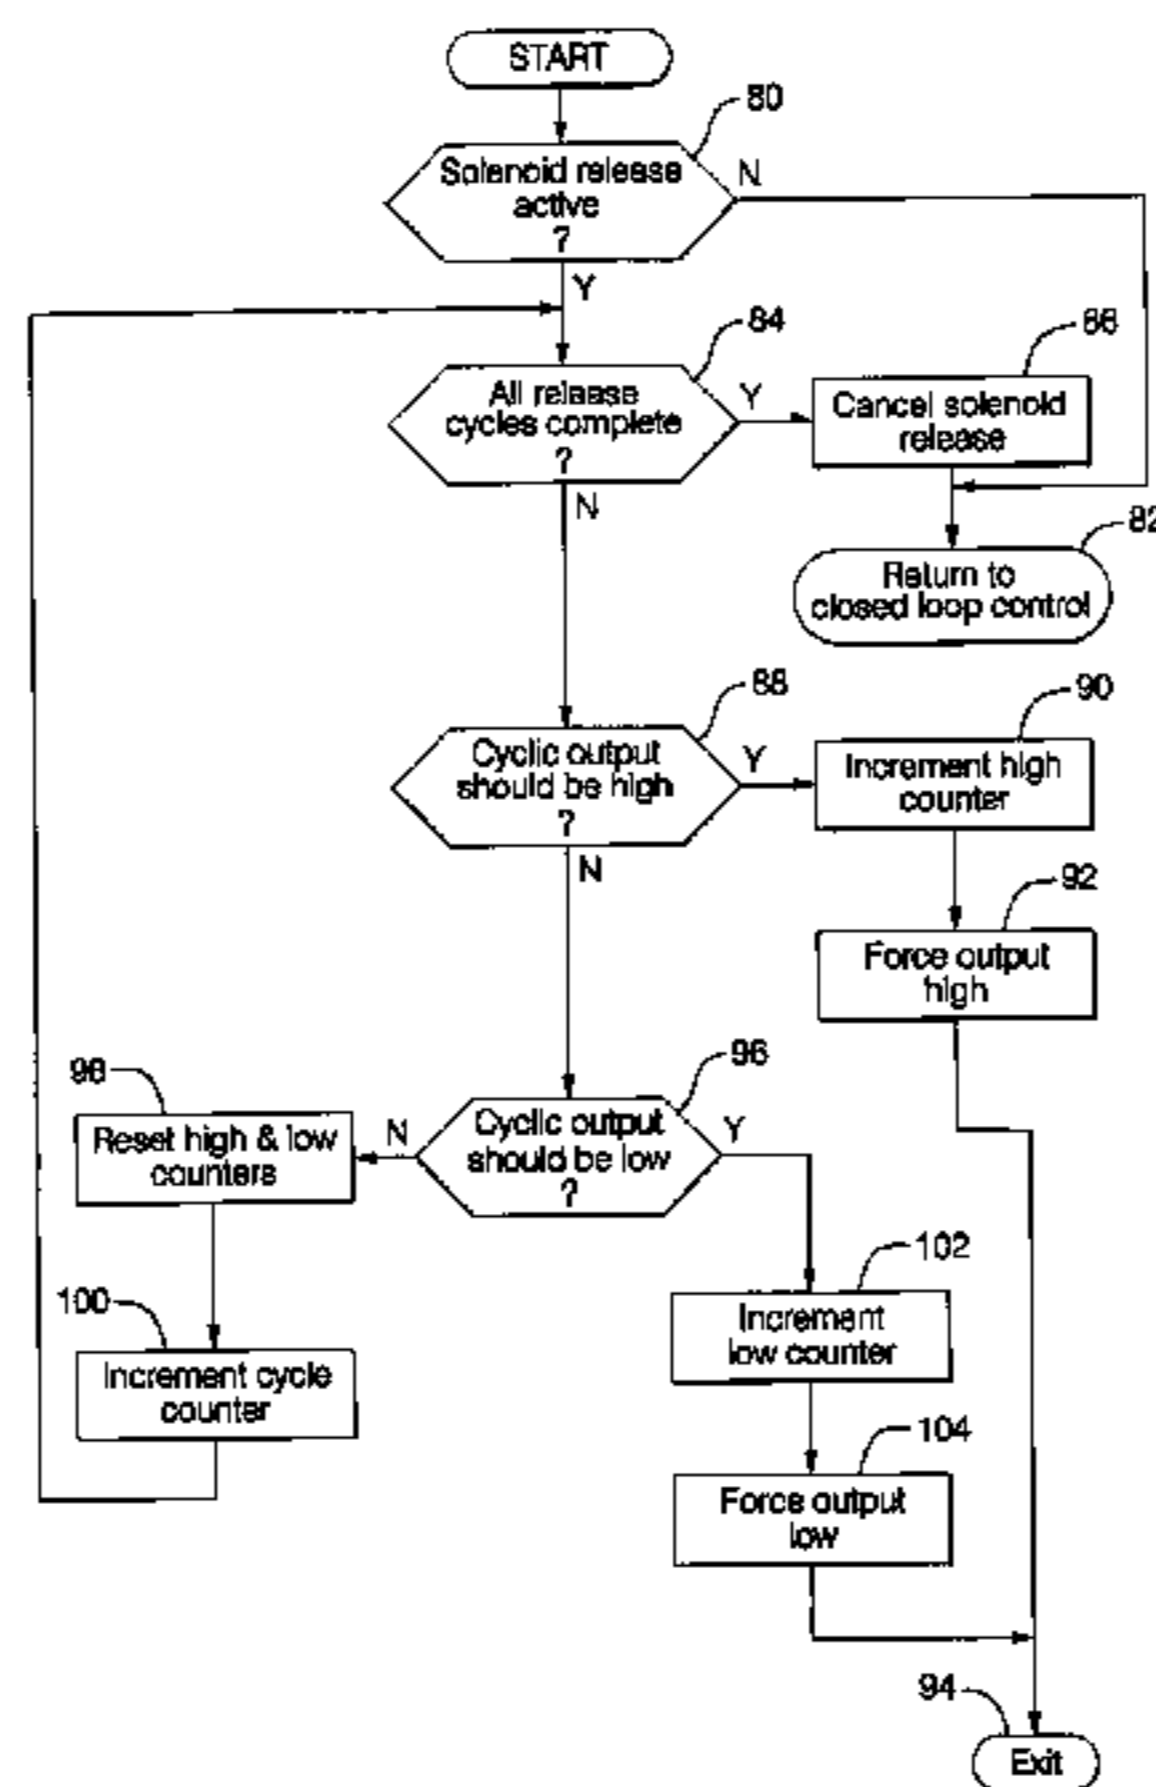 START
80
Solenoid release
active
?
N
Y
84
All release
cycles complete
?
Y
N
86
Cancel solenoid
release
82
Return to
closed loop control
88
Cyclic output
should be high
?
Y
N
90
Increment high
counter
92
Force output
high
96
Cyclic output
should be low
?
N
Y
98
Reset high & low
counters
100
Increment cycle
counter
102
Increment
low counter
104
Force output
low
94
Exit